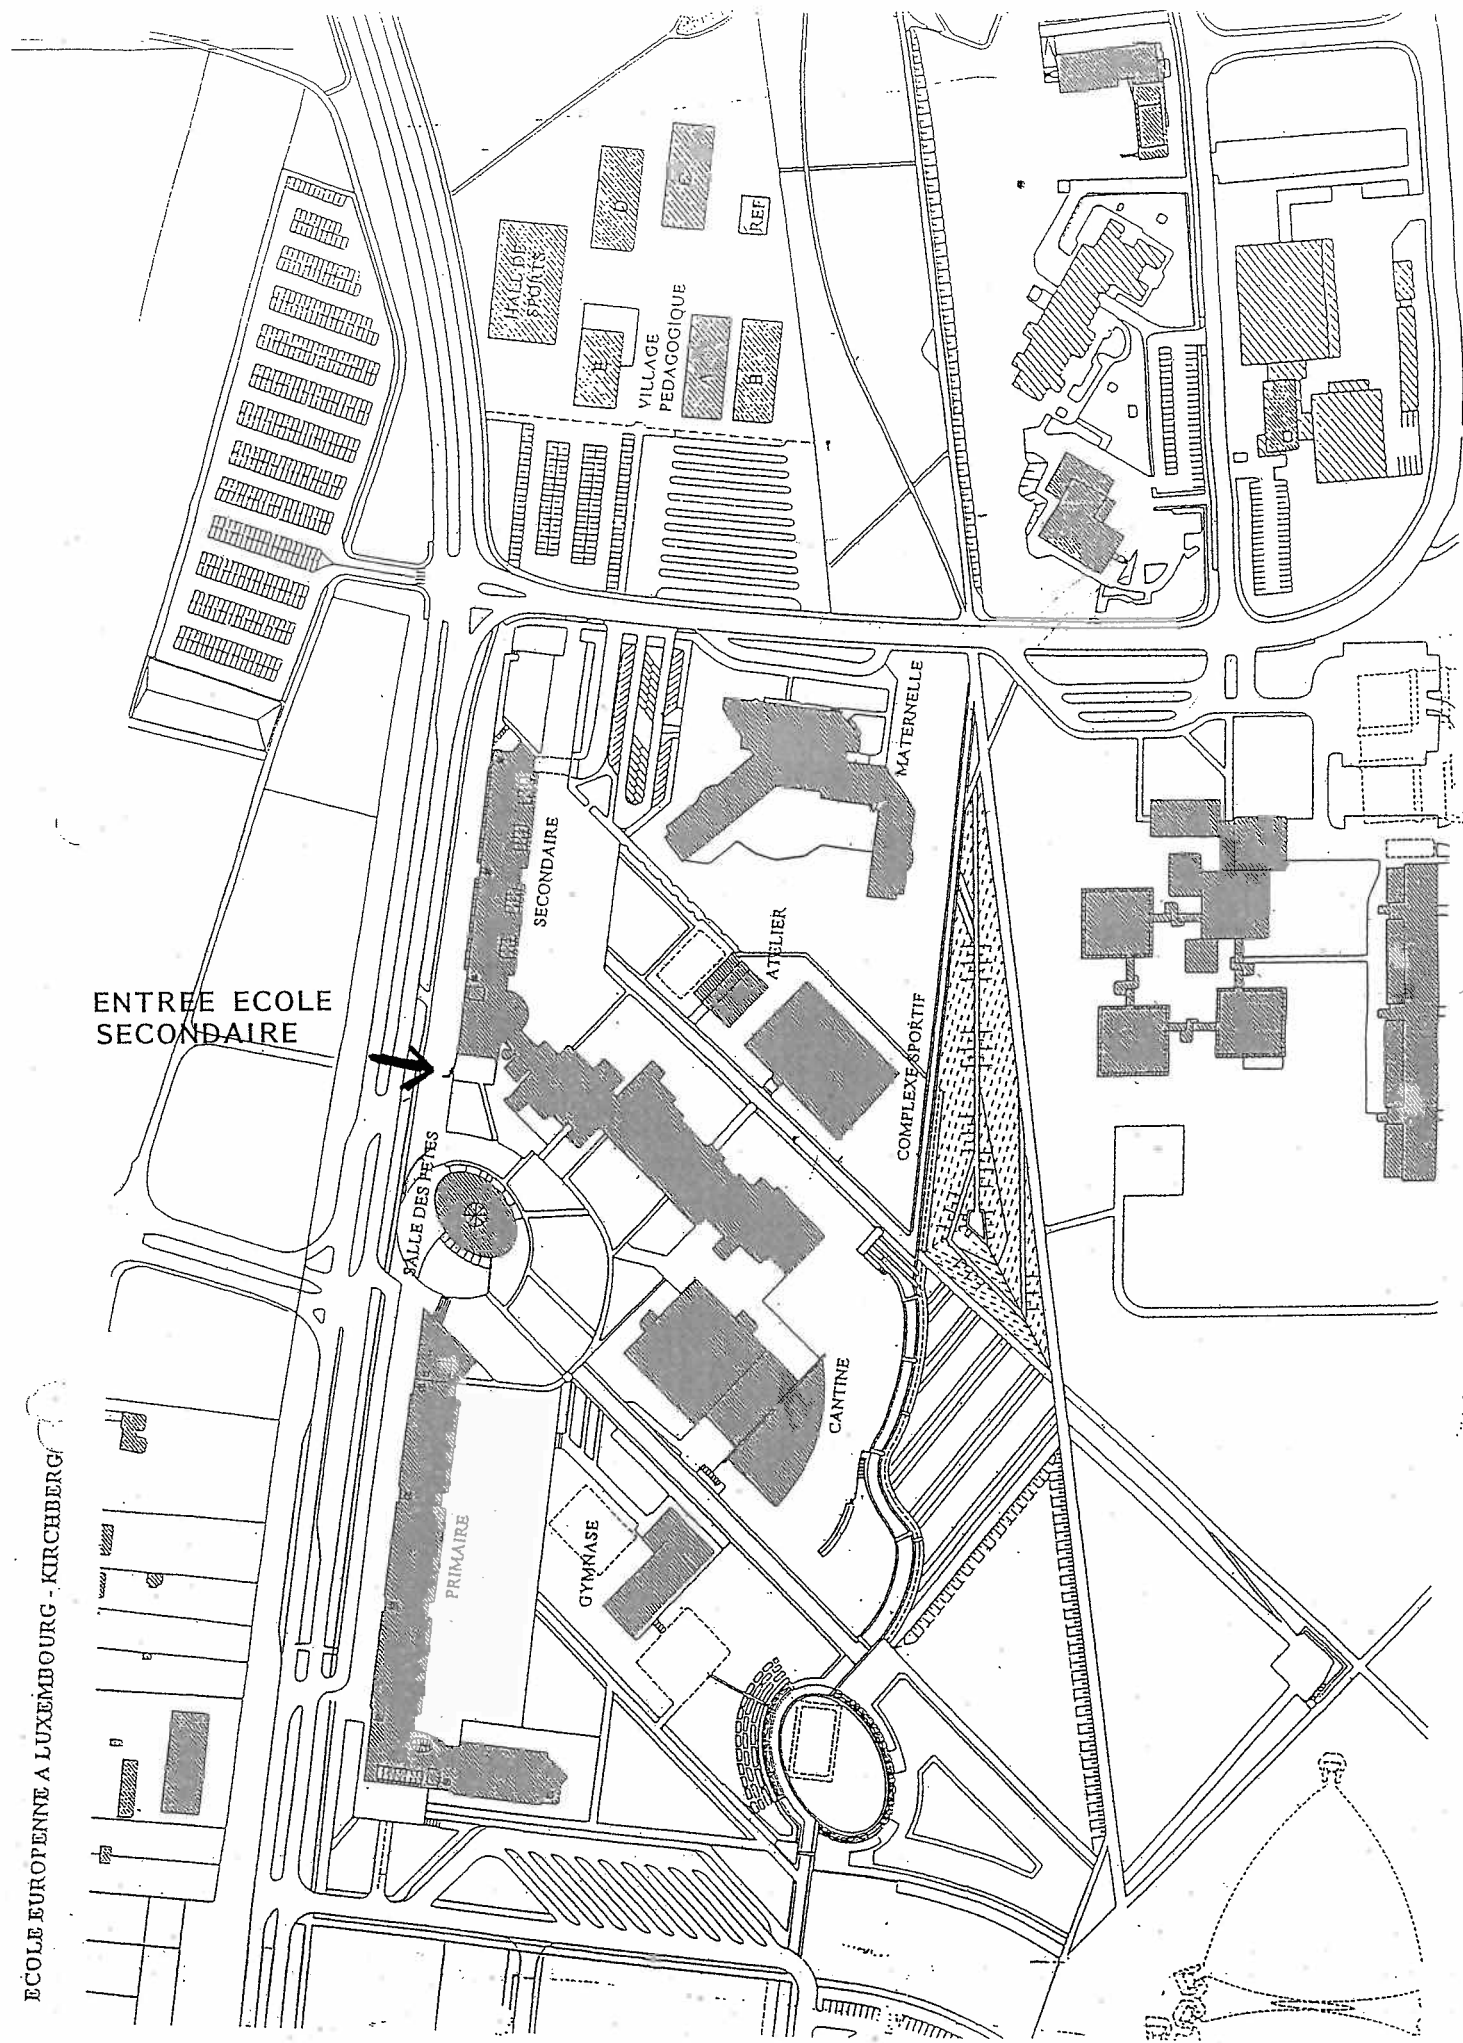 ECOLE EUROPENNE A LUXEMBOURG - KIRCHBERG
ENTREE ECOLE
SECONDAIRE
HALL DE
SPORTS
D
REF
VILLAGE
PEDAGOGIQUE
E
A
B
SECONDAIRE
MATERNELLE
ATELIER
COMPLEXE SPORTIF
SALLE DES FETES
CANTINE
PRIMAIRE
GYMNASE